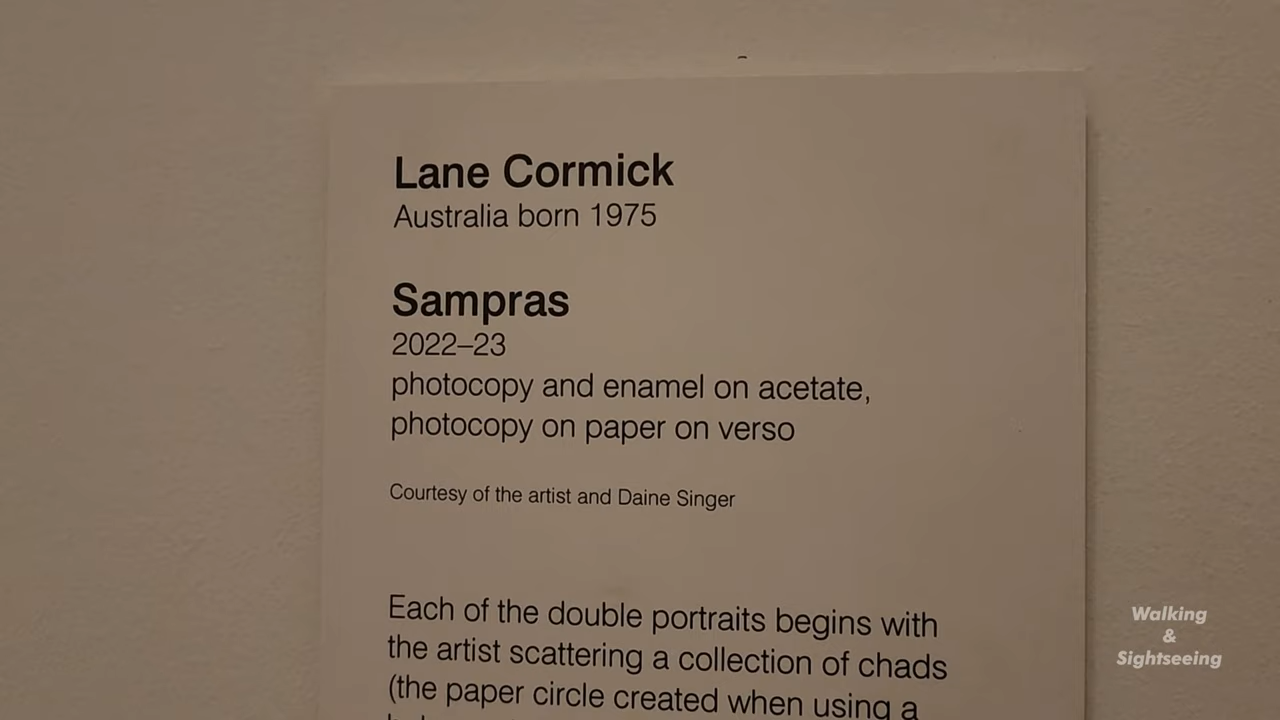 Lane Cormick
Australia born 1975
Sampras
2022–23
photocopy and enamel on acetate,
photocopy on paper on verso
Courtesy of the artist and Daine Singer
Each of the double portraits begins with
the artist scattering a collection of chads
(the paper circle created when using a
Walking
&
Sightseeing